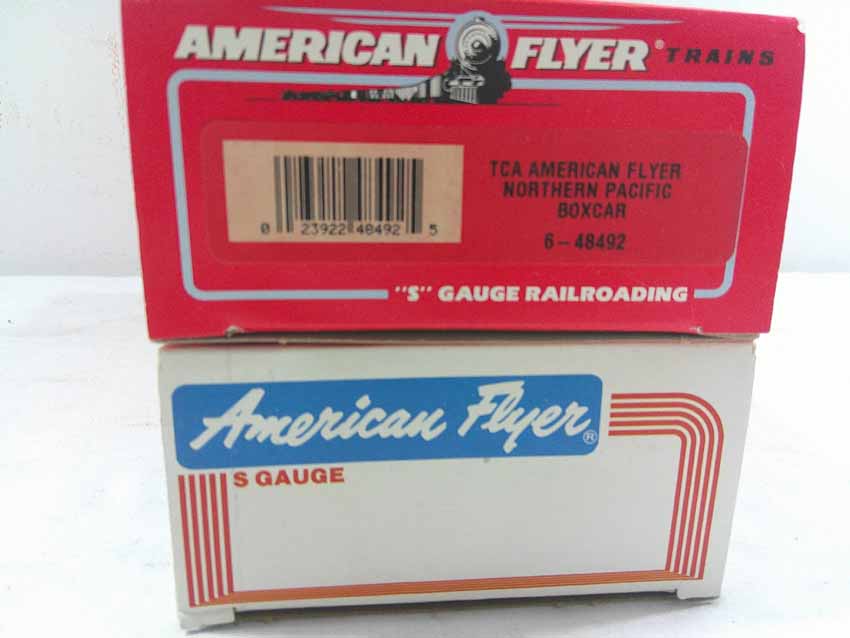 AMERICAN FLYER® TRAINS
TCA AMERICAN FLYER
NORTHERN PACIFIC
BOXCAR
6-48492
0 23922 48492 5
"S" GAUGE RAILROADING
American Flyer®
S GAUGE